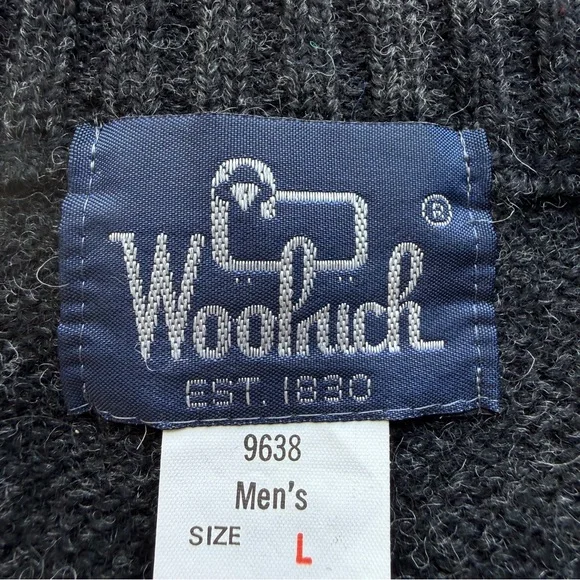 ®
Woolrich
EST. 1830
9638
Men's
SIZE L